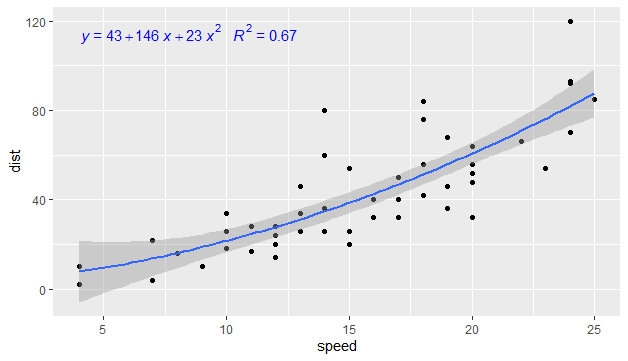 120
y = 43 + 146 x + 23 x² R² = 0.67
80
dist
40
0
5 10 15 20 25
speed